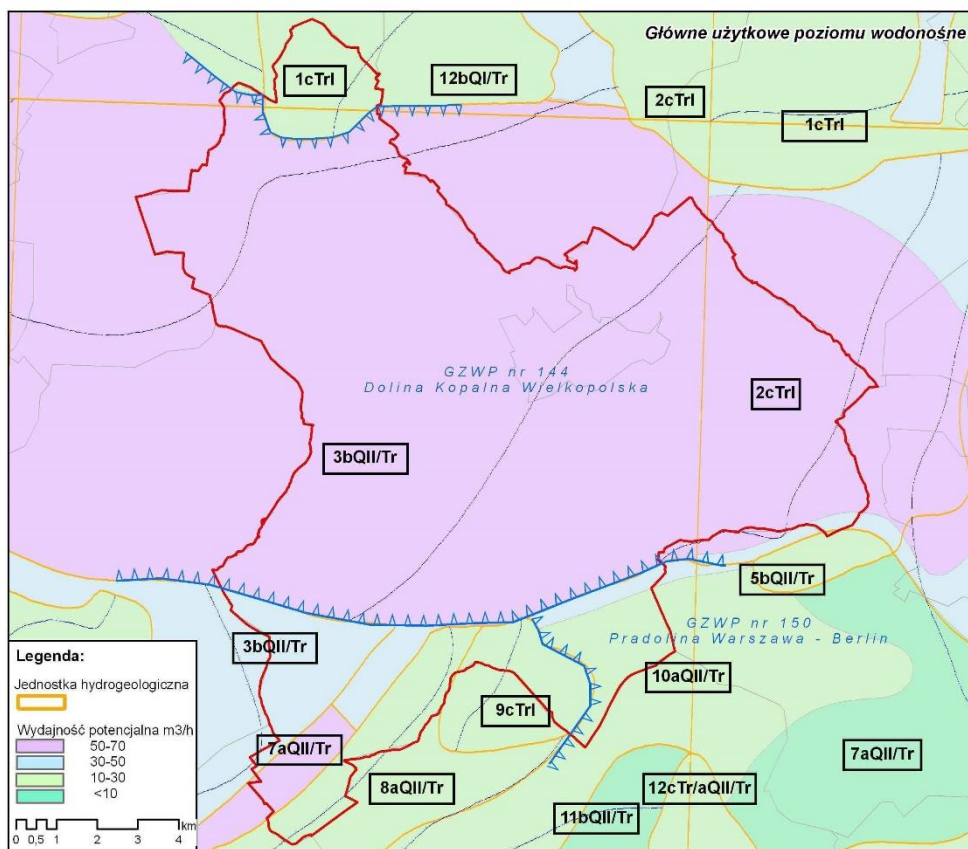 Główne użytkowe poziomu wodonośne
1cTrI
12bQI/Tr
2cTrI
1cTrI
GZWP nr 144
Dolina Kopalna Wielkopolska
2cTrI
3bQII/Tr
5bQII/Tr
GZWP nr 150
Pradolina Warszawa - Berlin
3bQII/Tr
10aQII/Tr
9cTrI
7aQII/Tr
7aQII/Tr
8aQII/Tr
12cTr/aQII/Tr
11bQII/Tr
Legenda:
Jednostka hydrogeologiczna
Wydajność potencjalna m3/h
50-70
30-50
10-30
<10
km
0 0,5 1 2 3 4